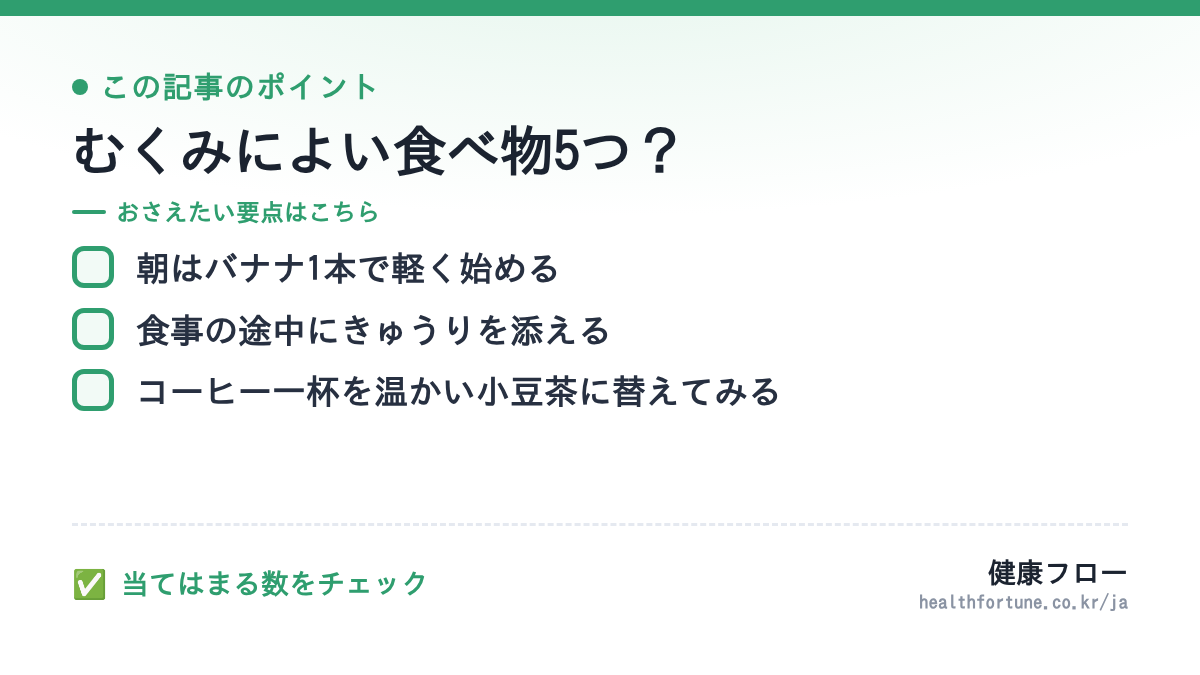 この記事のポイント
むくみによい食べ物5つ？
おさえたい要点はこちら
朝はバナナ1本で軽く始める
食事の途中にきゅうりを添える
コーヒー一杯を温かい小豆茶に替えてみる
当てはまる数をチェック
健康フロー
healthfortune.co.kr/ja